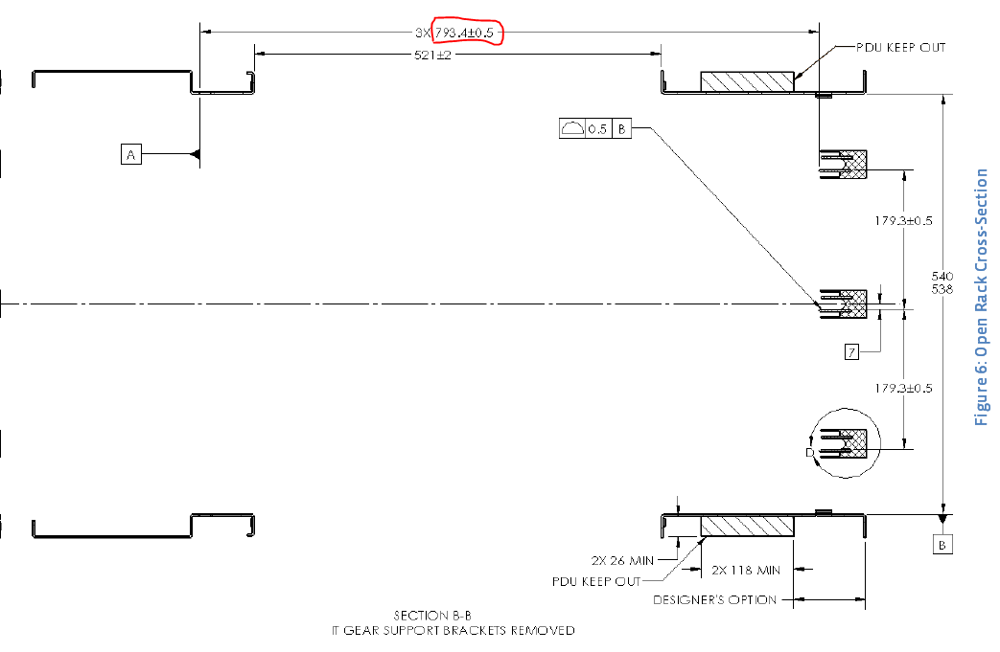 3X 793.4±0.5
521±2
PDU KEEP OUT
0.5 B
A
179.3±0.5
540
538
7
179.3±0.5
D
B
2X 26 MIN
2X 118 MIN
PDU KEEP OUT
DESIGNER'S OPTION
SECTION B-B
IT GEAR SUPPORT BRACKETS REMOVED
Figure 6: Open Rack Cross-Section